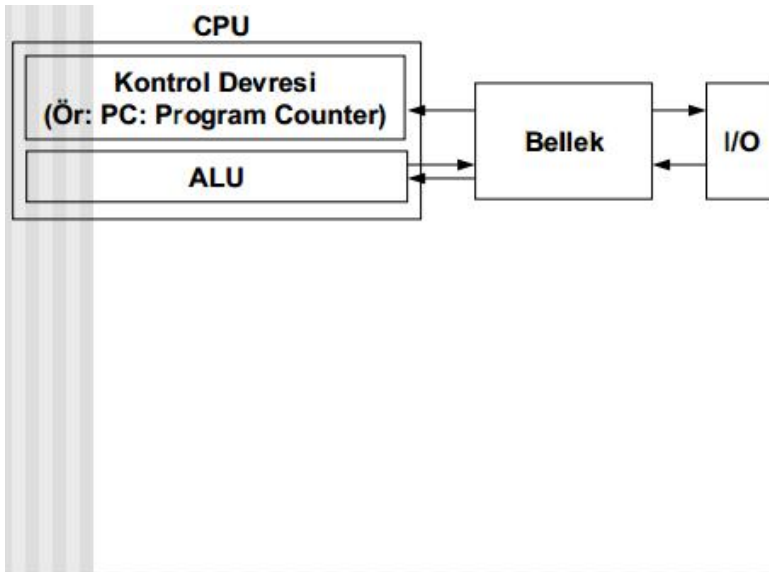 CPU
Kontrol Devresi
(Ör: PC: Program Counter)
ALU
Bellek
I/O